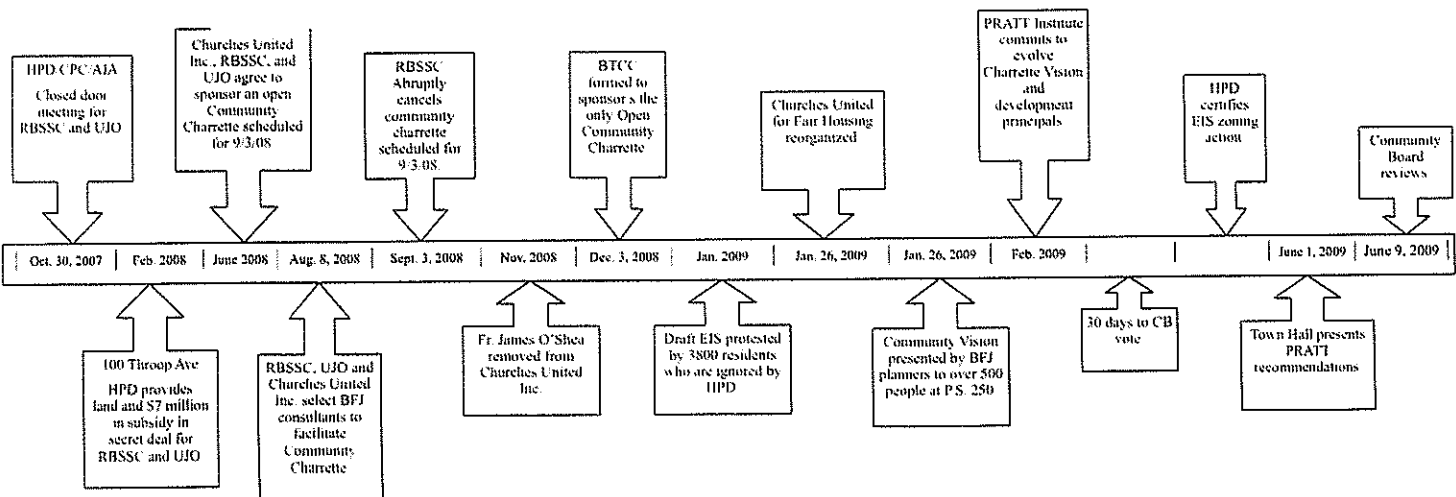 HPD/CPC/AIA
Closed door
meeting for
RBSSC and UJO
Churches United
Inc., RBSSC, and
UJO agree to
sponsor an open
Community
Charrette scheduled
for 9/3/08
RBSSC
Abruptly
cancels
community
charrette
scheduled for
9/3/08.
BTCC
formed to
sponsor s the
only Open
Community
Charrette
Churches United
for Fair Housing
reorganized
PRATT Institute
commits to
evolve
Charrette Vision
and
development
principals
HPD
certifies
EIS zoning
action
Community
Board
reviews
Oct. 30, 2007 | Feb. 2008 | June 2008 | Aug. 8, 2008 | Sept. 3, 2008 | Nov. 2008 | Dec. 3, 2008 | Jan. 2009 | Jan. 26, 2009 | Jan. 26, 2009 | Feb. 2009 | June 1, 2009 | June 9, 2009
100 Throop Ave
HPD provides
land and $7 million
in subsidy in
secret deal for
RBSSC and UJO
RBSSC, UJO and
Churches United
Inc. select BFJ
consultants to
facilitate
Community
Charrette
Fr. James O'Shea
removed from
Churches United
Inc.
Draft EIS protested
by 3800 residents
who are ignored by
HPD
Community Vision
presented by BFJ
planners to over 500
people at P.S. 250
30 days to CB
vote
Town Hall presents
PRATT
recommendations